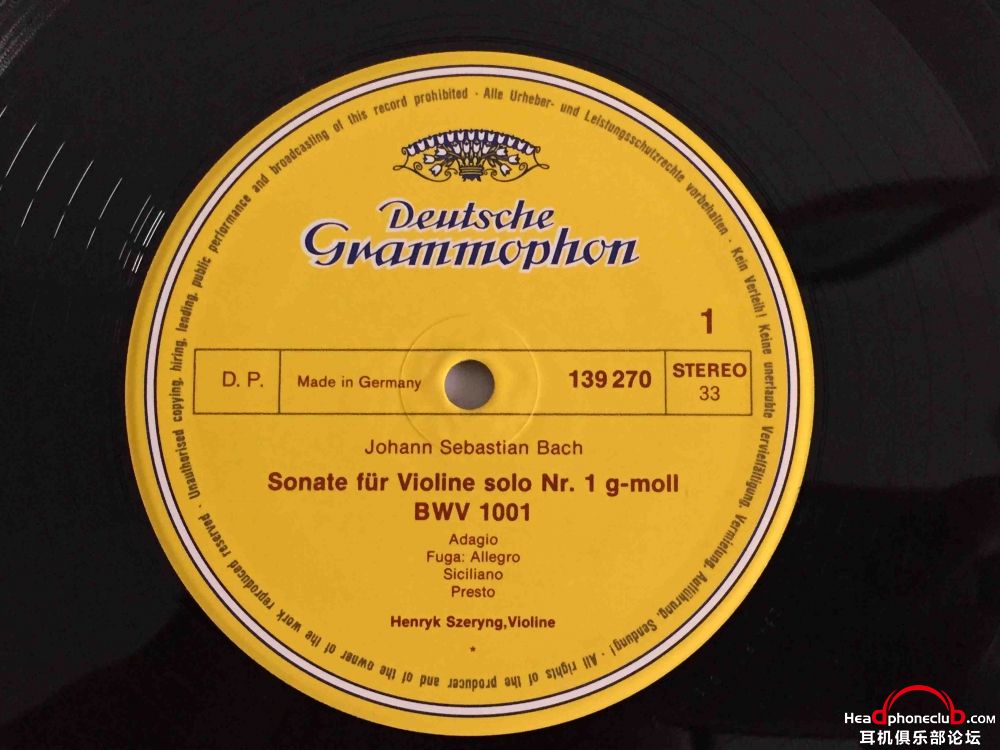 Deutsche
Grammophon
1
D. P.
Made in Germany
139 270
STEREO
33
Johann Sebastian Bach
Sonate für Violine solo Nr. 1 g-moll
BWV 1001
Adagio
Fuga: Allegro
Siciliano
Presto
Henryk Szeryng,Violine
*
Alle Urheber- und Leistungsschutzrechte vorbehalten · Kein Verleih! Keine unerlaubte Vervielfältigung, Vermietung, Aufführung, Sendung! · All rights of the producer and of the owner of the work reproduced reserved · Unauthorised copying, hiring, lending, public performance and broadcasting of this record prohibited ·
Headphoneclub.com
耳机俱乐部论坛